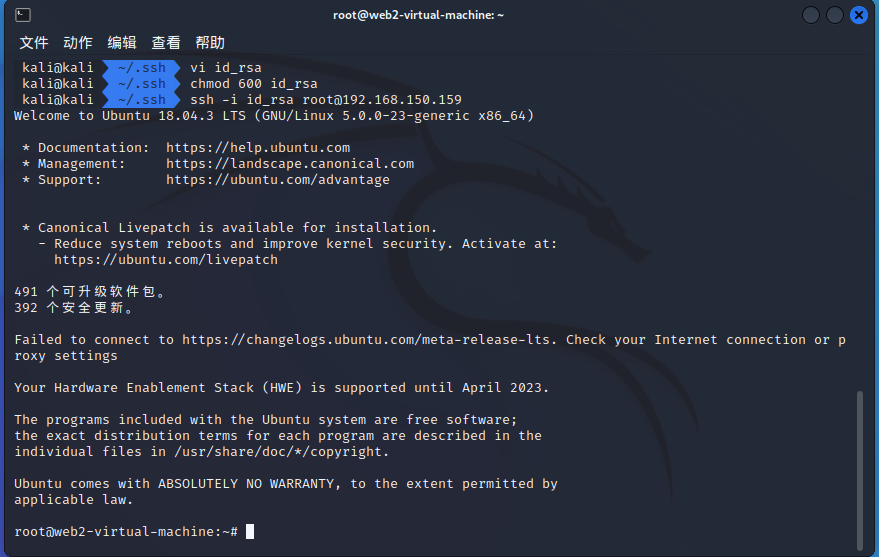 root@web2-virtual-machine: ~
文件 动作 编辑 查看 帮助
kali@kali ~/.ssh vi id_rsa
kali@kali ~/.ssh chmod 600 id_rsa
kali@kali ~/.ssh ssh -i id_rsa root@192.168.150.159
Welcome to Ubuntu 18.04.3 LTS (GNU/Linux 5.0.0-23-generic x86_64)
* Documentation: https://help.ubuntu.com
* Management: https://landscape.canonical.com
* Support: https://ubuntu.com/advantage
* Canonical Livepatch is available for installation.
- Reduce system reboots and improve kernel security. Activate at:
https://ubuntu.com/livepatch
491 个可升级软件包。
392 个安全更新。
Failed to connect to https://changelogs.ubuntu.com/meta-release-lts. Check your Internet connection or p
roxy settings
Your Hardware Enablement Stack (HWE) is supported until April 2023.
The programs included with the Ubuntu system are free software;
the exact distribution terms for each program are described in the
individual files in /usr/share/doc/*/copyright.
Ubuntu comes with ABSOLUTELY NO WARRANTY, to the extent permitted by
applicable law.
root@web2-virtual-machine:~#